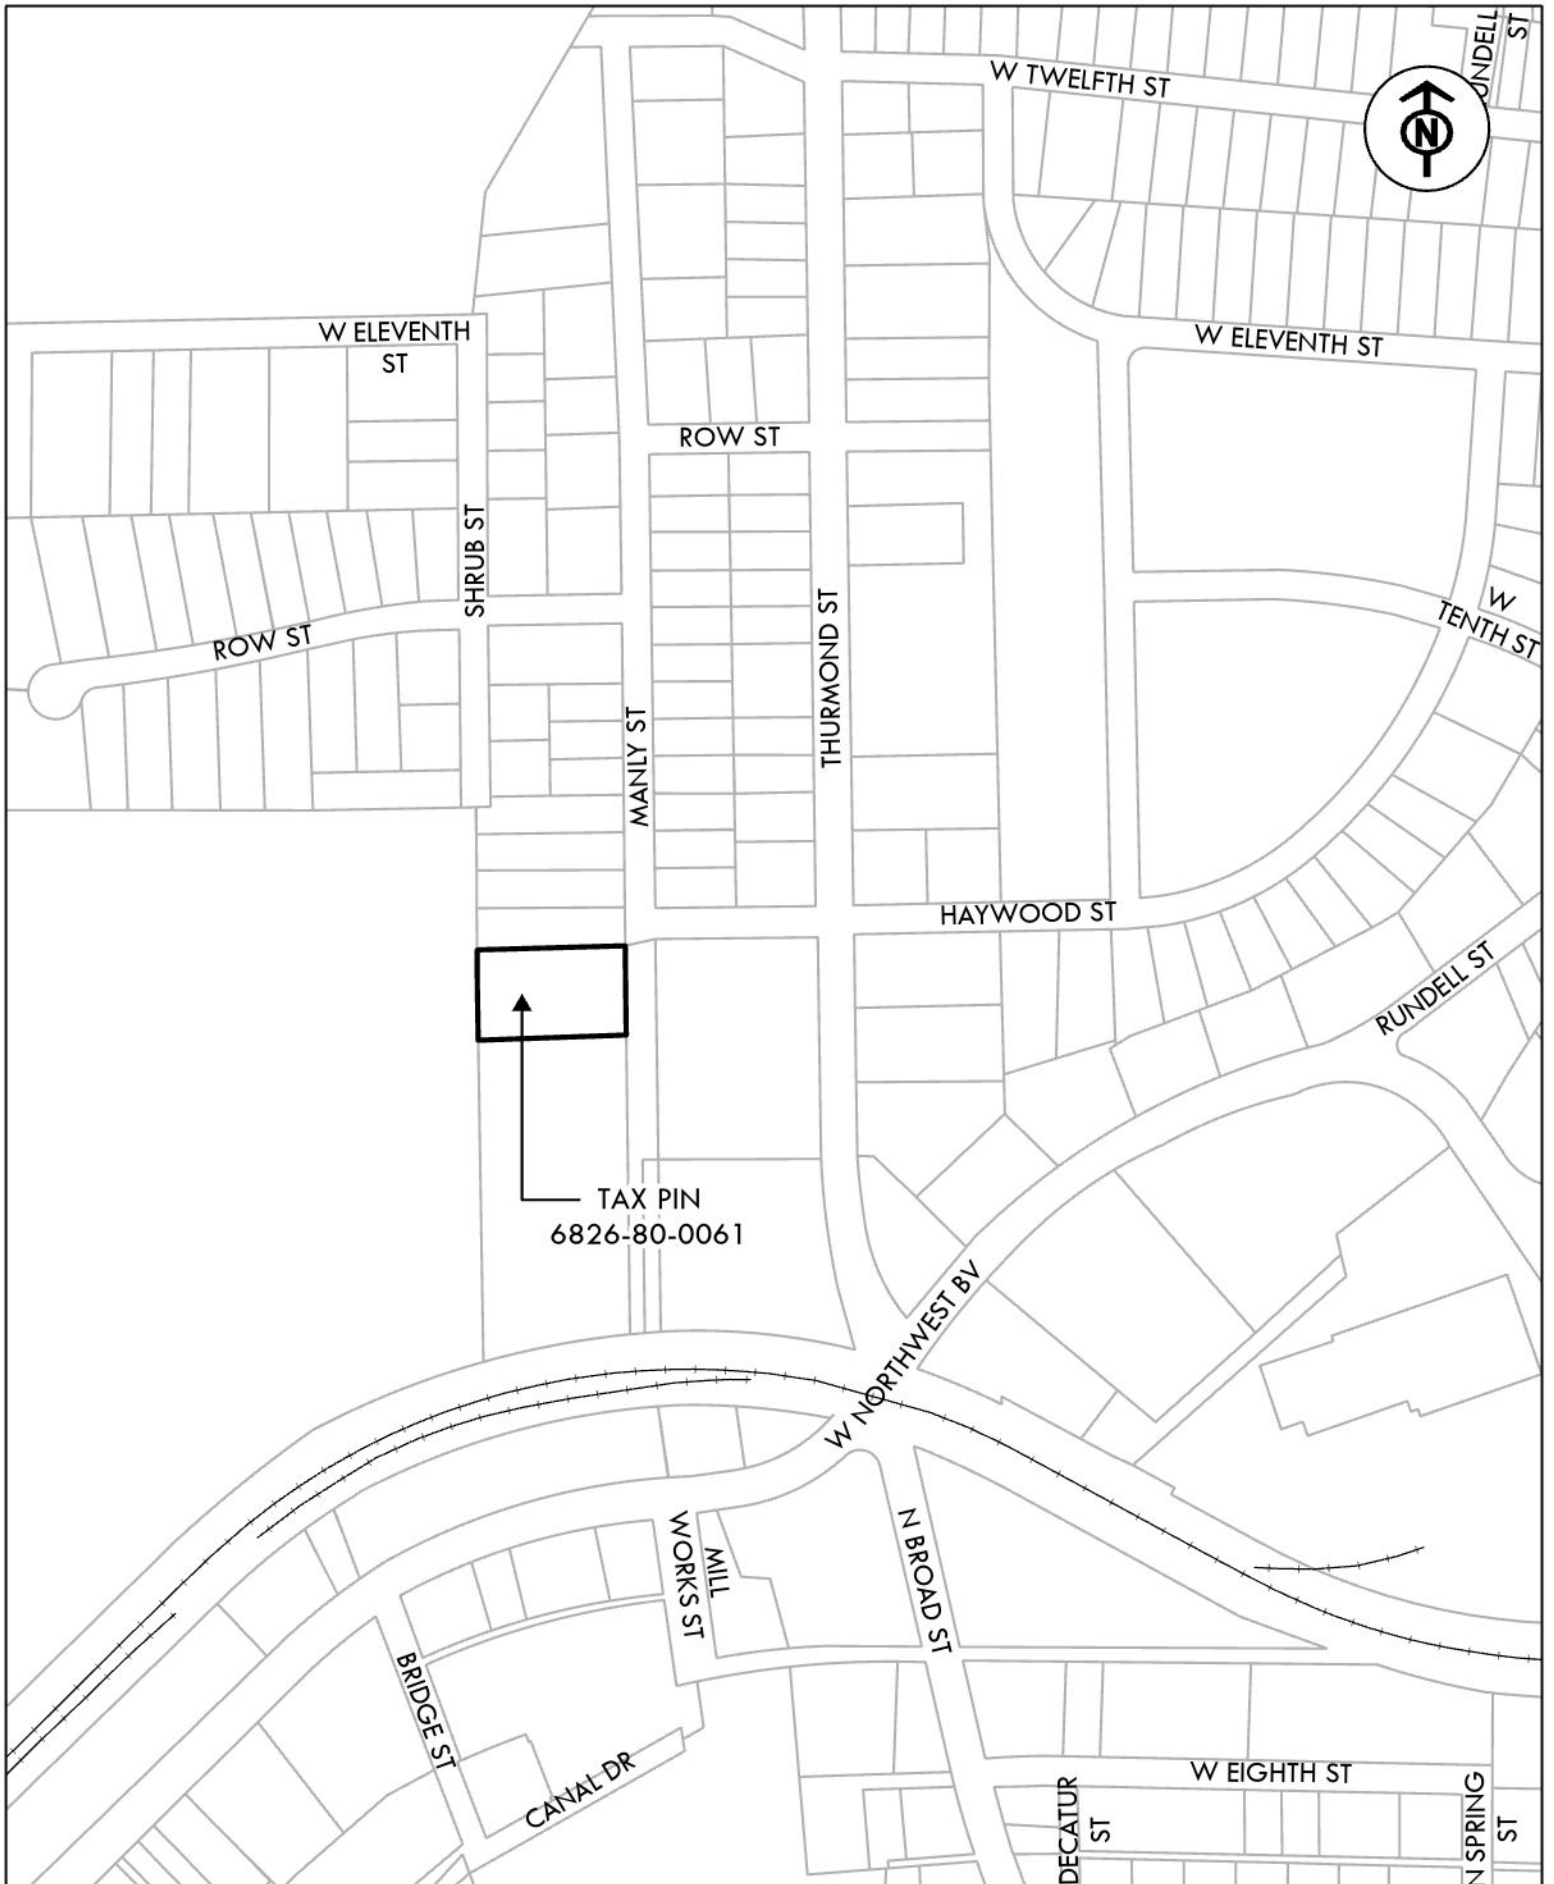 UNDELL
ST
W TWELFTH ST
N
W ELEVENTH
ST
W ELEVENTH ST
ROW ST
SHRUB ST
ROW ST
THURMOND ST
W
TENTH ST
MANLY ST
HAYWOOD ST
RUNDELL ST
TAX PIN
6826-80-0061
W NORTHWEST BV
MILL
WORKS ST
N BROAD ST
BRIDGE ST
CANAL DR
W EIGHTH ST
DECATUR
ST
N SPRING
ST